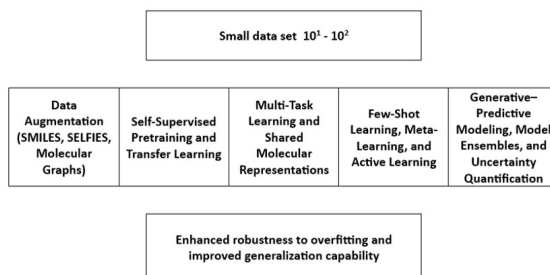 Small data set 10¹ - 10²
Data
Augmentation
(SMILES, SELFIES,
Molecular
Graphs)
Self-Supervised
Pretraining and
Transfer Learning
Multi-Task
Learning and
Shared
Molecular
Representations
Few-Shot
Learning, Meta-
Learning, and
Active Learning
Generative–
Predictive
Modeling, Model
Ensembles, and
Uncertainty
Quantification
Enhanced robustness to overfitting and
improved generalization capability